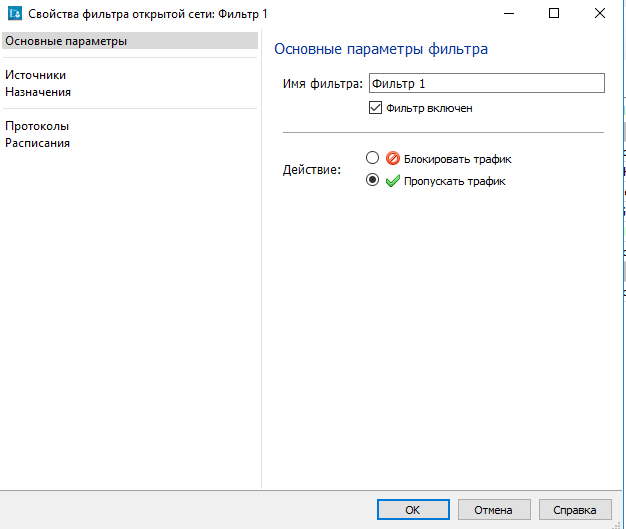 Свойства фильтра открытой сети: Фильтр 1
Основные параметры
Источники
Назначения
Протоколы
Расписания
Основные параметры фильтра
Имя фильтра: Фильтр 1
Фильтр включен
Действие:
Блокировать трафик
Пропускать трафик
OK
Отмена
Справка